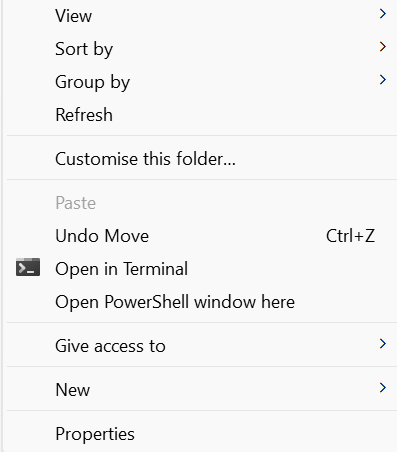 View
Sort by
Group by
Refresh
Customise this folder...
Paste
Undo Move Ctrl+Z
Open in Terminal
Open PowerShell window here
Give access to
New
Properties